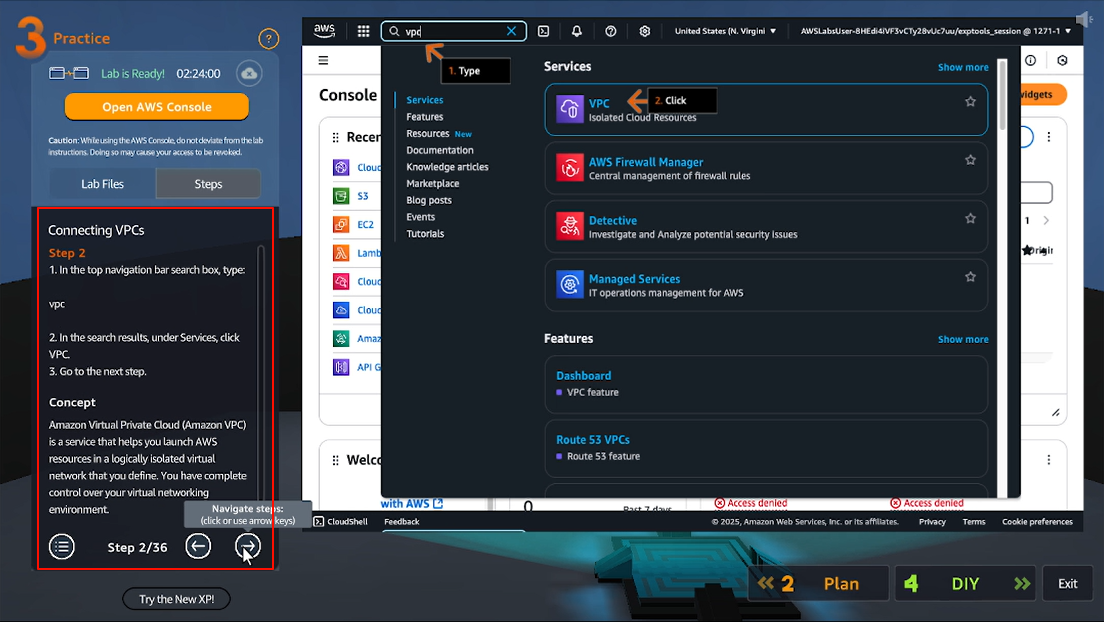 3 Practice
?
Lab is Ready! 02:24:00
Open AWS Console
Caution: While using the AWS Console, do not deviate from the lab
instructions. Doing so may cause your access to be revoked.
Lab Files
Steps
Connecting VPCs
Step 2
1. In the top navigation bar search box, type:
vpc
2. In the search results, under Services, click
VPC.
3. Go to the next step.
Concept
Amazon Virtual Private Cloud (Amazon VPC)
is a service that helps you launch AWS
resources in a logically isolated virtual
network that you define. You have complete
control over your virtual networking
environment.
Navigate steps:
(click or use arrow keys)
Step 2/36
Try the New XP!
aws
vpc
United States (N. Virgini
AWSLabsUser-8HEdi4iVF3vCTy28vUc7uu/exptools_session @ 1271-1
1. Type
Console
widgets
Recen
Cloud
S3
EC2
Lamb
Cloud
Cloud
Amaz
API G
Welco
with AWS
Services
Features
Resources New
Documentation
Knowledge articles
Marketplace
Blog posts
Events
Tutorials
Services
Show more
VPC
2. Click
Isolated Cloud Resources
AWS Firewall Manager
Central management of firewall rules
Detective
Investigate and Analyze potential security issues
Managed Services
IT operations management for AWS
Features
Show more
Dashboard
VPC feature
Route 53 VPCs
Route 53 feature
1
0
Past 7 days
Access denied
Access denied
CloudShell
Feedback
© 2025, Amazon Web Services, Inc. or its affiliates.
Privacy
Terms
Cookie preferences
2 Plan
4 DIY
Exit